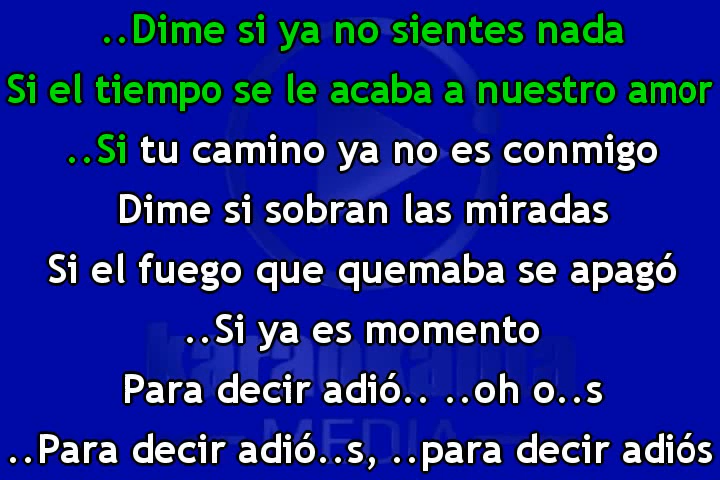 ..Dime si ya no sientes nada
Si el tiempo se le acaba a nuestro amor
..Si tu camino ya no es conmigo
Dime si sobran las miradas
Si el fuego que quemaba se apagó
..Si ya es momento
Para decir adió.. ..oh o..s
..Para decir adió..s, ..para decir adiós
MEDIA